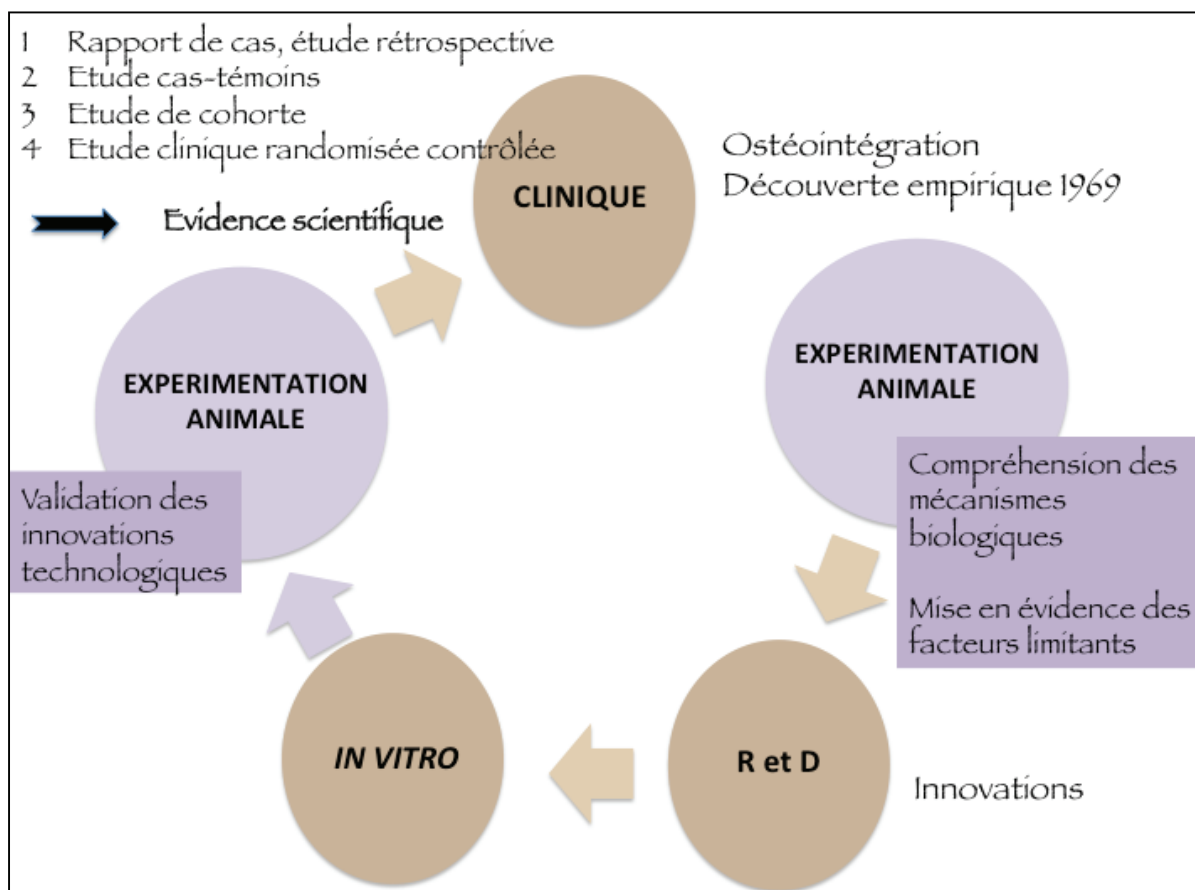 1 Rapport de cas, étude rétrospective
2 Etude cas-témoins
3 Etude de cohorte
4 Etude clinique randomisée contrôlée
Evidence scientifique
CLINIQUE
Ostéointégration
Découverte empirique 1969
EXPERIMENTATION
ANIMALE
Compréhension des
mécanismes
biologiques
Mise en évidence des
facteurs limitants
R et D
Innovations
IN VITRO
EXPERIMENTATION
ANIMALE
Validation des
innovations
technologiques